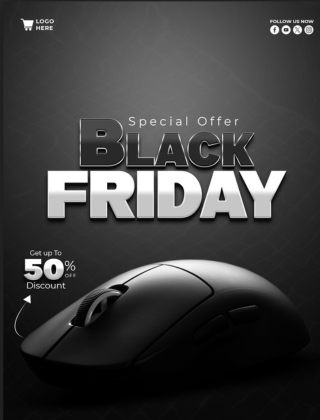 LOGO
HERE
FOLLOW US NOW
Special Offer
BLACK
FRIDAY
Get up To
50%
OFF
Discount